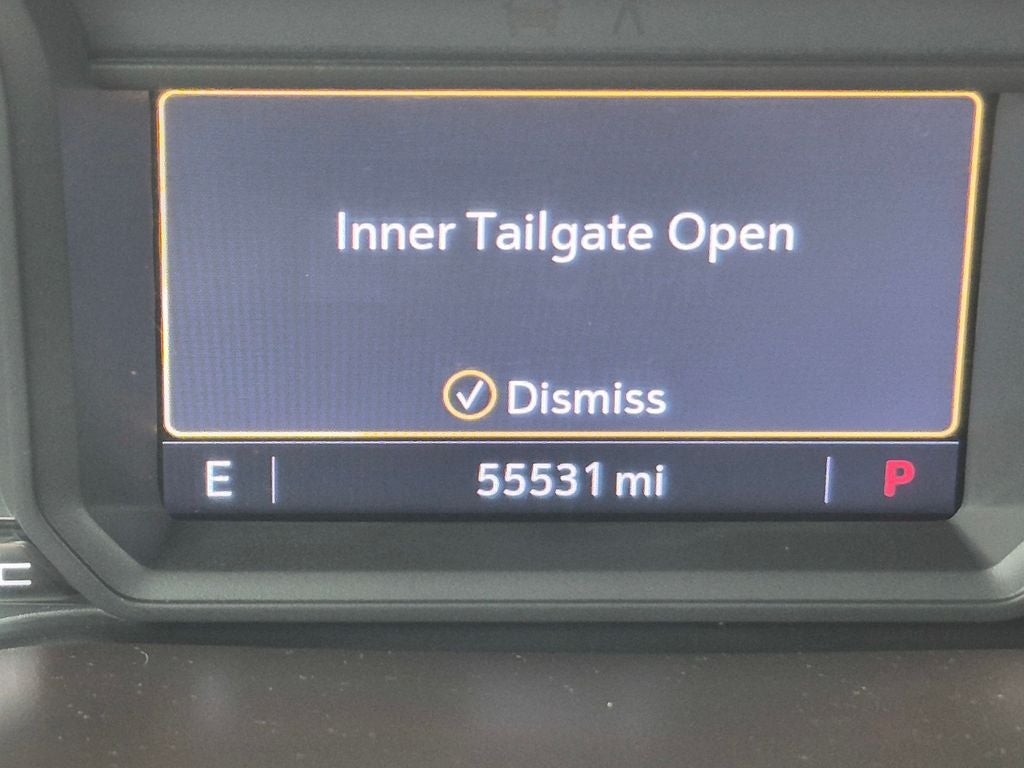 Inner Tailgate Open
Dismiss
E 55531 mi P